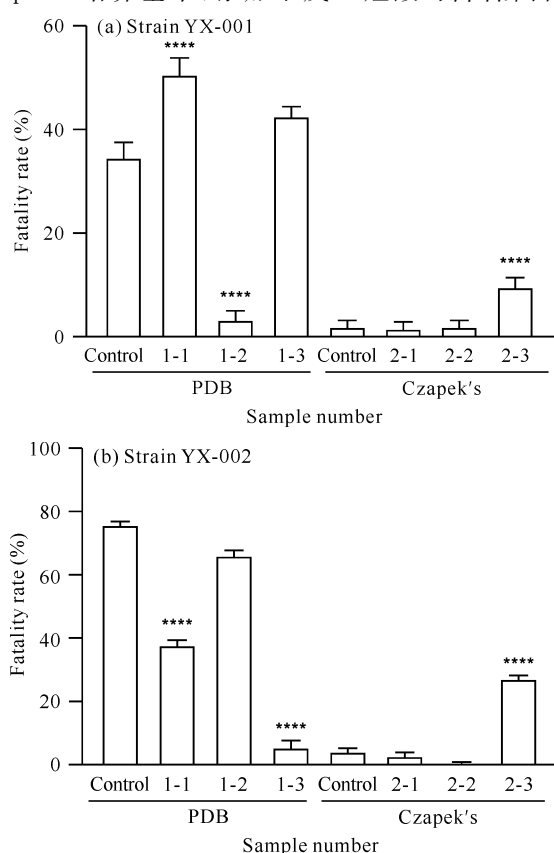 60
(a) Strain YX-001
****
40
Fatality rate (%)
20
****
****
0
Control 1-1 1-2 1-3 Control 2-1 2-2 2-3
PDB Czapek's
Sample number
100
(b) Strain YX-002
80
60
Fatality rate (%)
****
40
****
20
****
0
Control 1-1 1-2 1-3 Control 2-1 2-2 2-3
PDB Czapek's
Sample number